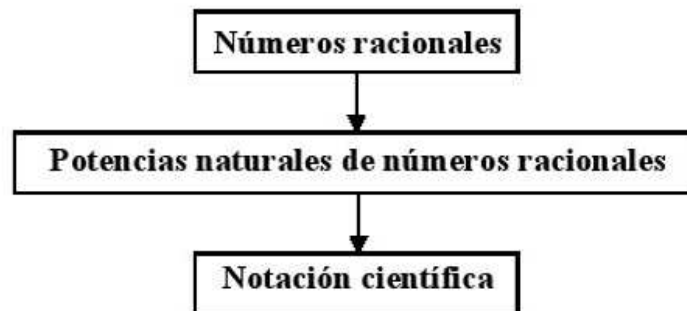 Números racionales
Potencias naturales de números racionales
Notación científica